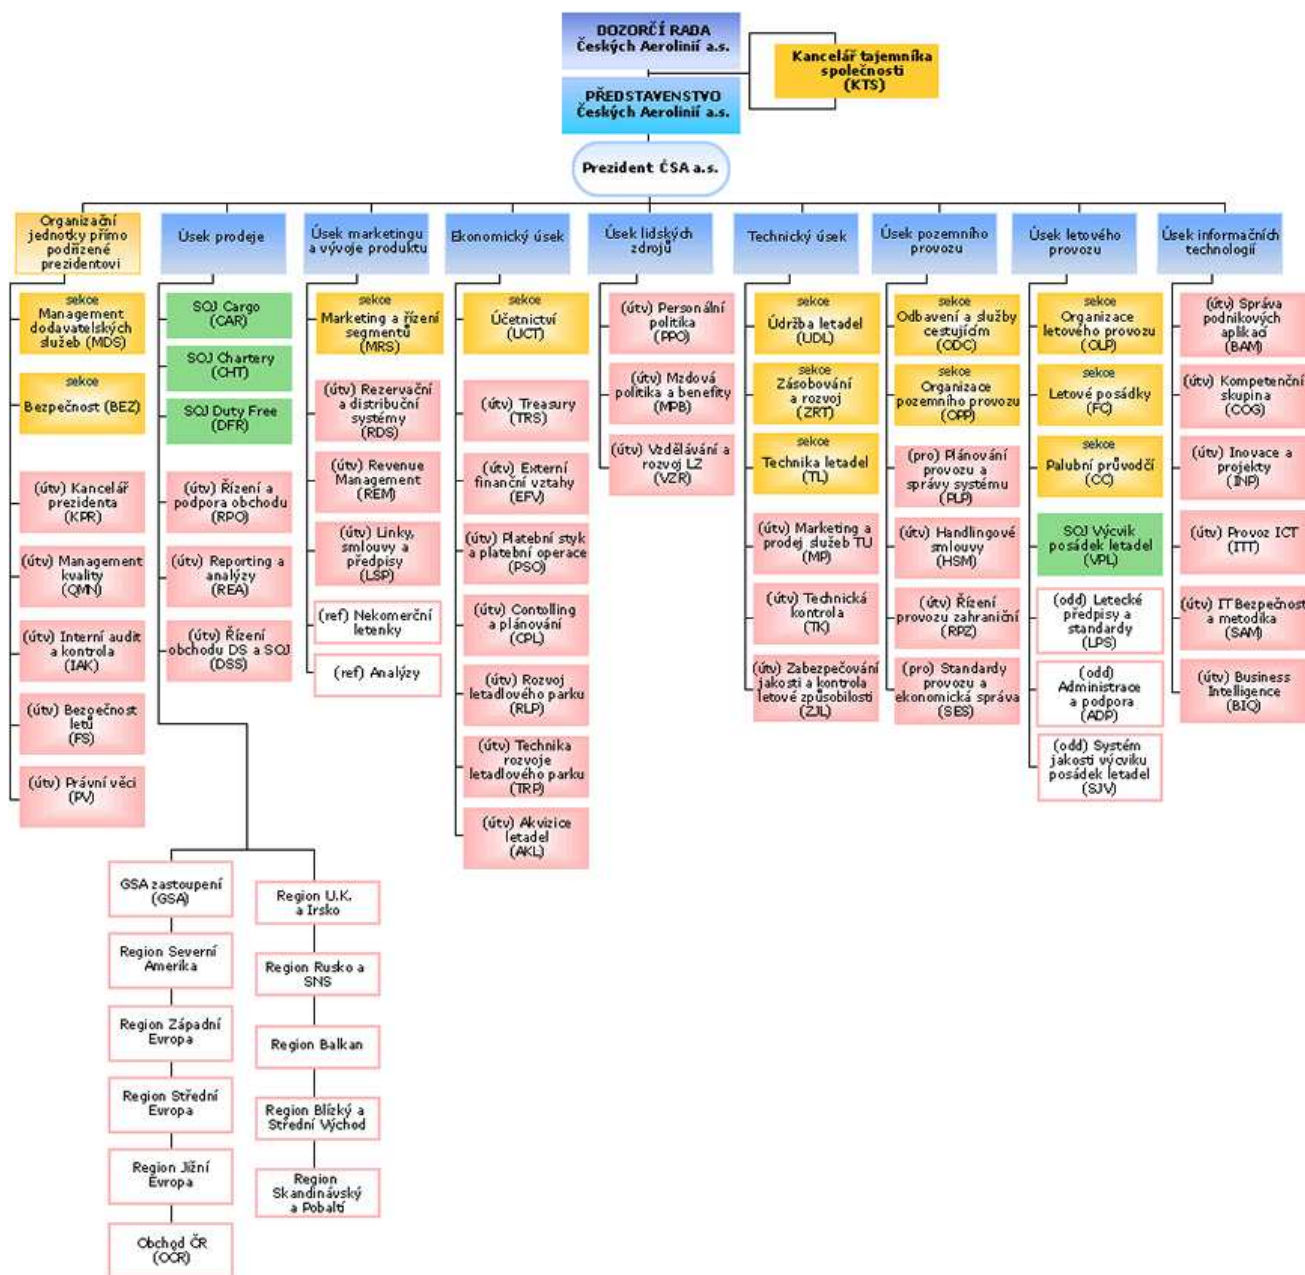 DOZORČÍ RADA
Českých Aerolinií a.s.
Kancelář tajemníka
společnosti
(KTS)
PŘEDSTAVENSTVO
Českých Aerolinií a.s.
Prezident ČSA a.s.
Organizační
jednotky přímo
podřízené
prezidentovi
sekce
Management
dodavatelských
služeb (MDS)
sekce
Bezpečnost (BEZ)
(útv) Kancelář
prezidenta
(KPR)
(útv) Management
kvality
(QMN)
(útv) Interní audit
a kontrola
(IAK)
(útv)
Bezpečnost
letů
(FS)
(útv) Právní věci
(PV)
Úsek prodeje
SOJ Cargo
(CAR)
SOJ Chartery
(CHT)
SOJ Duty Free
(DFR)
(útv) Řízení a
podpora obchodu
(RPO)
(útv) Reporting a
analýzy
(REA)
(útv) Řízení
obchodu DS a SOJ
(DSS)
GSA zastoupení
(GSA)
Region Severní
Amerika
Region Západní
Evropa
Region Střední
Evropa
Region Jižní
Evropa
Obchod ČR
(OCR)
Region U.K.
a Irsko
Region Rusko a
SNS
Region Balkan
Region Blízký a
Střední Východ
Region
Skandinávský
a Pobaltí
Úsek marketingu
a vývoje produktu
sekce
Marketing a řízení
segmentů
(MRS)
(útv) Rezervační
a distribuční
systémy
(RDS)
(útv) Revenue
Management
(REM)
(útv) Linky,
smlouvy a
předpisy
(LSP)
(ref) Nekomerční
letenky
(ref) Analýzy
Ekonomický úsek
sekce
Účetnictví
(UCT)
(útv) Treasury
(TRS)
(útv) Externí
finanční vztahy
(EFV)
(útv) Platební styk
a platební operace
(PSO)
(útv) Contolling
a plánování
(CPL)
(útv) Rozvoj
letadlového parku
(RLP)
(útv) Technika
rozvoje
letadlového parku
(TRP)
(útv) Akvizice
letadel
(AKL)
Úsek lidských
zdrojů
(útv) Personální
politika
(PPO)
(útv) Mzdová
politika a benefity
(MPB)
(útv) Vzdělávání a
rozvoj LZ
(VZR)
Technický úsek
sekce
Údržba letadel
(UDL)
sekce
Zásobování
a rozvoj
(ZRT)
sekce
Technika letadel
(TL)
(útv) Marketing a
prodej služeb TÚ
(MP)
(útv) Technická
kontrola
(TK)
(útv) Zabezpečování
jakosti a kontrola
letové způsobilosti
(ZJL)
Úsek pozemního
provozu
sekce
Odbavení a služby
cestujícím
(ODC)
sekce
Organizace
pozemního provozu
(OPP)
(pro) Plánování
provozu a
správy systému
(PLP)
(útv) Handlingové
smlouvy
(HSM)
(útv) Řízení
provozu zahraniční
(RPZ)
(pro) Standardy
provozu a
ekonomická správa
(SES)
Úsek letového
provozu
sekce
Organizace
letového provozu
(OLP)
sekce
Letové posádky
(FC)
sekce
Palubní průvodčí
(CC)
SOJ Výcvik
posádek letadel
(VPL)
(odd) Letecké
předpisy a
standardy
(LPS)
(odd)
Administrace
a podpora
(ADP)
(odd) Systém
jakosti výcviku
posádek letadel
(SJV)
Úsek informačních
technologií
(útv) Správa
podnikových
aplikací
(BAM)
(útv) Kompetenční
skupina
(COG)
(útv) Inovace a
projekty
(INP)
(útv) Provoz ICT
(ITT)
(útv) IT Bezpečnost
a metodika
(SAM)
(útv) Business
Intelligence
(BIQ)